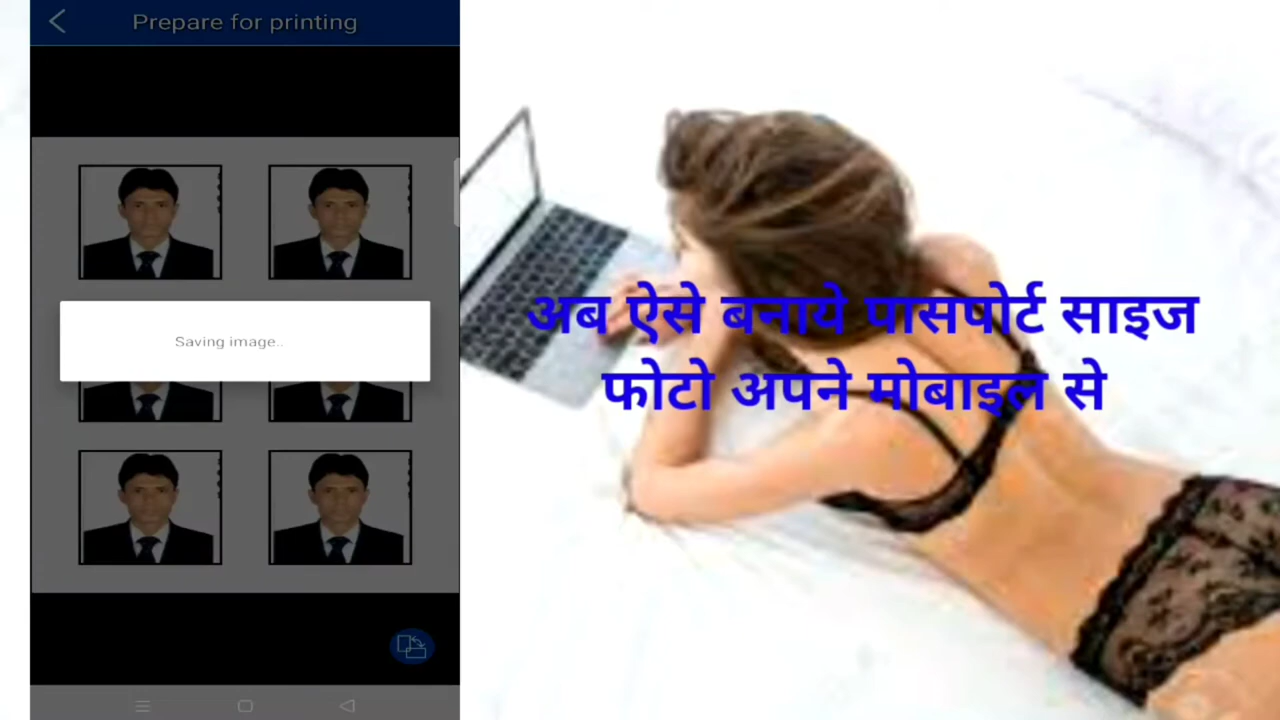 Prepare for printing
Saving image..
अब ऐसे बनाये पासपोर्ट साइज
फोटो अपने मोबाइल से